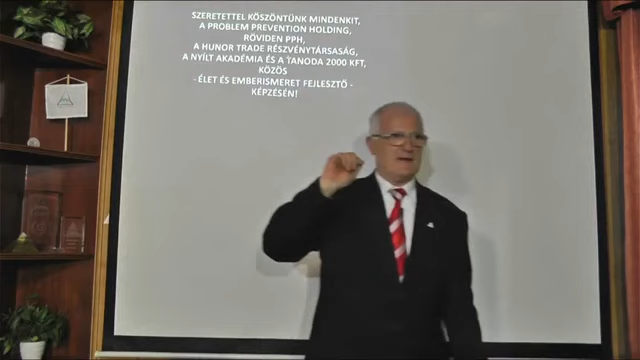 SZERETETTEL KÖSZÖNTÜNK MINDENKIT,
A PROBLEM PREVENTION HOLDING,
RÖVIDEN PPH,
A HUNOR TRADE RÉSZVÉNYTÁRSASÁG,
A NYÍLT AKADÉMIA ÉS A TANODA 2000 KFT,
KÖZÖS
- ÉLET ÉS EMBERISMERET FEJLESZTŐ -
KÉPZÉSÉN!